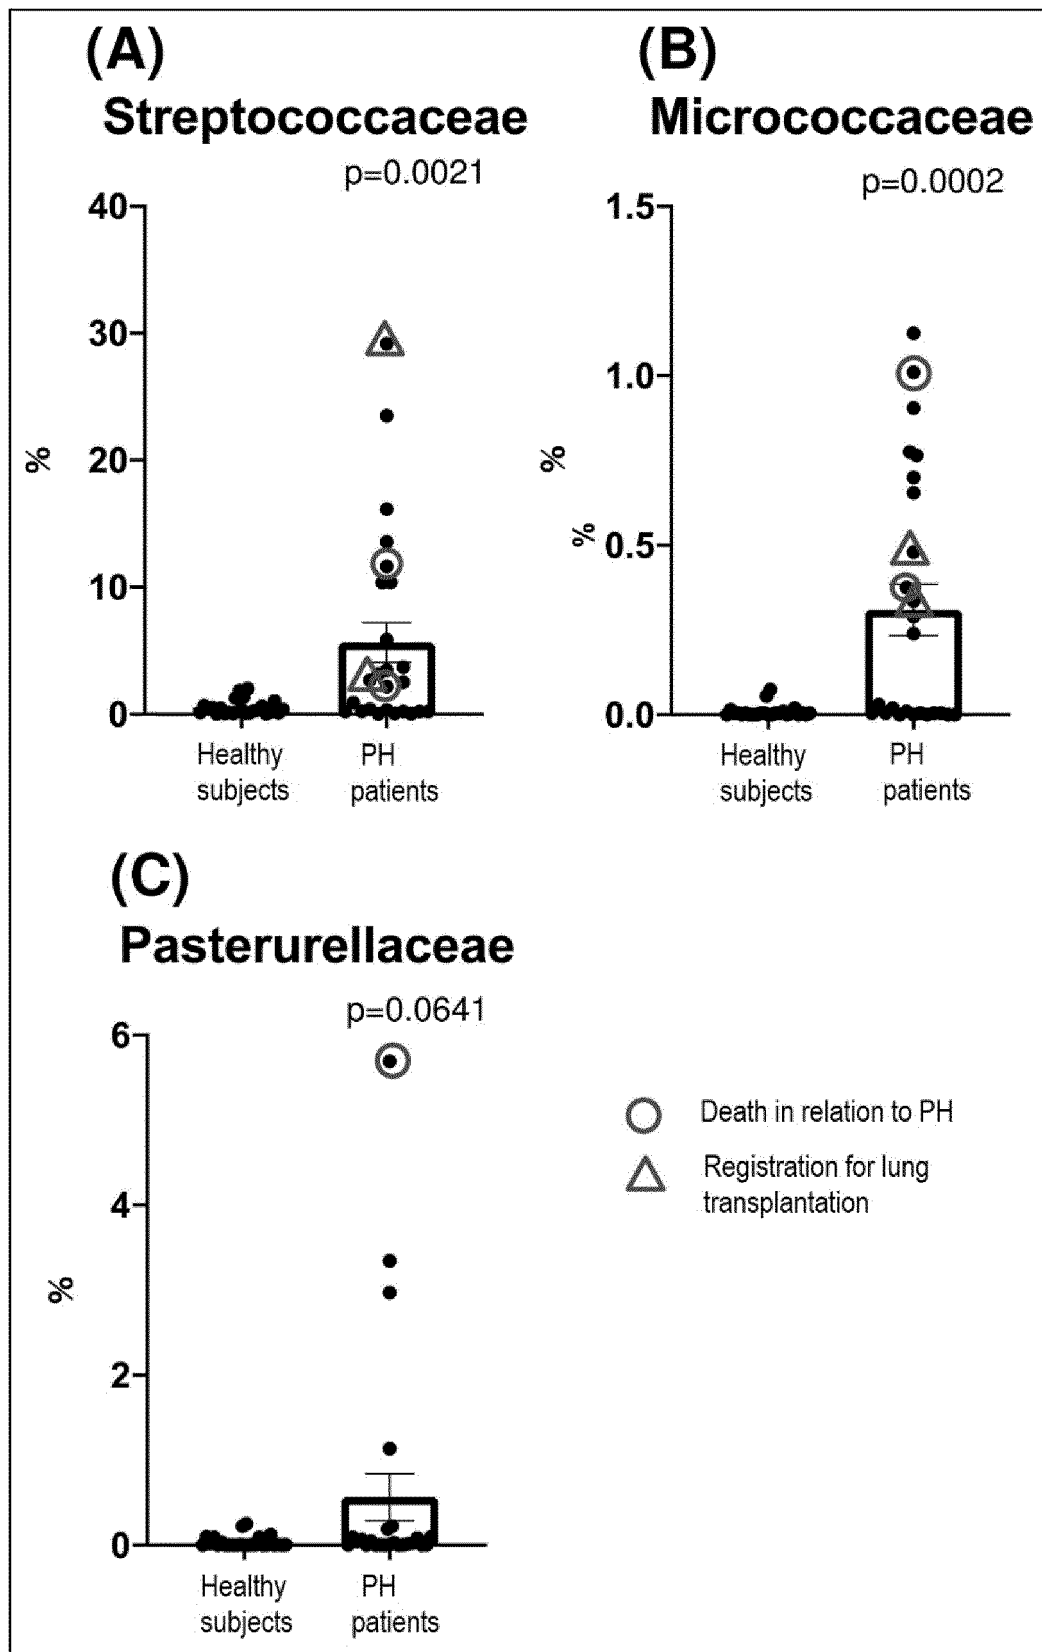 (A)
Streptococcaceae
p=0.0021
40
30
20
10
0
%
Healthy
subjects
PH
patients
(B)
Micrococcaceae
p=0.0002
1.5
1.0
0.5
0.0
%
%
Healthy
subjects
PH
patients
(C)
Pasterurellaceae
p=0.0641
6
4
2
0
%
Healthy
subjects
PH
patients
Death in relation to PH
Registration for lung
transplantation